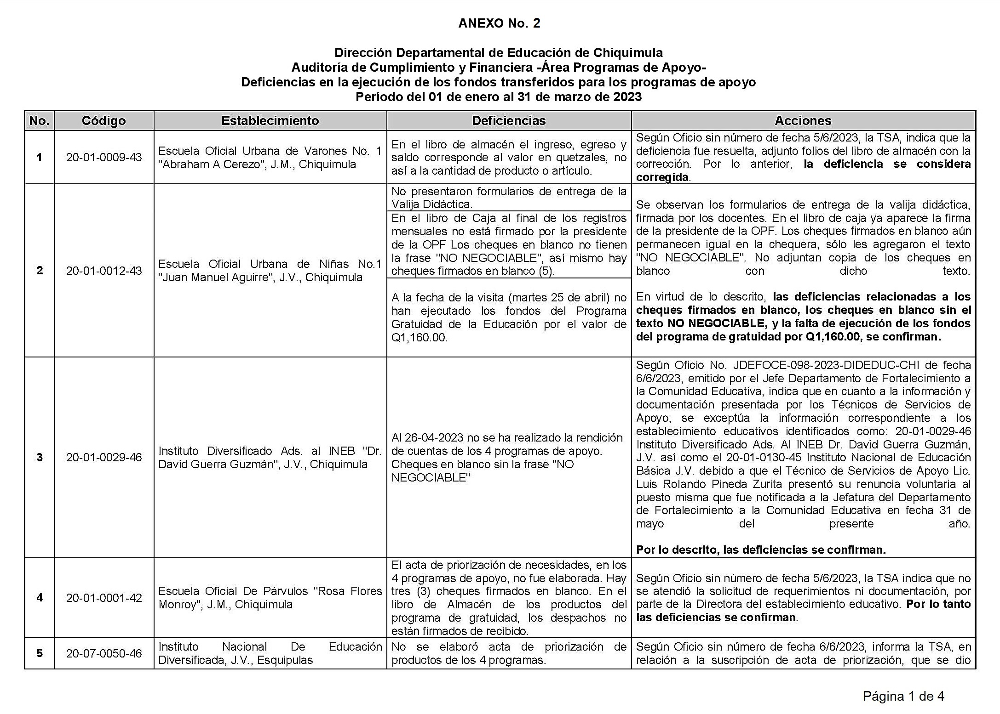 ANEXO No. 2
Dirección Departamental de Educación de Chiquimula
Auditoría de Cumplimiento y Financiera -Área Programas de Apoyo-
Deficiencias en la ejecución de los fondos transferidos para los programas de apoyo
Período del 01 de enero al 31 de marzo de 2023
No. Código Establecimiento Deficiencias Acciones
1
20-01-0009-43
Escuela Oficial Urbana de Varones No. 1
"Abraham A Cerezo", J.M., Chiquimula
En el libro de almacén el ingreso, egreso y
saldo corresponde al valor en quetzales, no
así a la cantidad de producto o artículo.
Según Oficio sin número de fecha 5/6/2023, la TSA, indica que la
deficiencia fue resuelta, adjunto folios del libro de almacén con la
corrección. Por lo anterior, la deficiencia se considera
corregida.
2
20-01-0012-43
Escuela Oficial Urbana de Niñas No.1
"Juan Manuel Aguirre", J.V., Chiquimula
No presentaron formularios de entrega de la
Valija Didáctica.
En el libro de Caja al final de los registros
mensuales no está firmado por la presidente
de la OPF Los cheques en blanco no tienen
la frase "NO NEGOCIABLE", así mismo hay
cheques firmados en blanco (5).
A la fecha de la visita (martes 25 de abril) no
han ejecutado los fondos del Programa
Gratuidad de la Educación por el valor de
Q1,160.00.
Se observan los formularios de entrega de la valija didáctica,
firmada por los docentes. En el libro de caja ya aparece la firma
de la presidente de la OPF. Los cheques firmados en blanco aún
permanecen igual en la chequera, sólo les agregaron el texto
"NO NEGOCIABLE". No adjuntan copia de los cheques en
blanco con dicho texto.
En virtud de lo descrito, las deficiencias relacionadas a los
cheques firmados en blanco, los cheques en blanco sin el
texto NO NEGOCIABLE, y la falta de ejecución de los fondos
del programa de gratuidad por Q1,160.00, se confirman.
3
20-01-0029-46
Instituto Diversificado Ads. al INEB "Dr.
David Guerra Guzmán", J.V., Chiquimula
Al 26-04-2023 no se ha realizado la rendición
de cuentas de los 4 programas de apoyo.
Cheques en blanco sin la frase "NO
NEGOCIABLE"
Según Oficio No. JDEFOCE-098-2023-DIDEDUC-CHI de fecha
6/6/2023, emitido por el Jefe Departamento de Fortalecimiento a
la Comunidad Educativa, indica que en cuanto a la información y
documentación presentada por los Técnicos de Servicios de
Apoyo, se exceptúa la información correspondiente a los
establecimiento educativos identificados como: 20-01-0029-46
Instituto Diversificado Ads. Al INEB Dr. David Guerra Guzmán,
J.V. así como el 20-01-0130-45 Instituto Nacional de Educación
Básica J.V. debido a que el Técnico de Servicios de Apoyo Lic.
Luis Rolando Pineda Zurita presentó su renuncia voluntaria al
puesto misma que fue notificada a la Jefatura del Departamento
de Fortalecimiento a la Comunidad Educativa en fecha 31 de
mayo del presente año.
Por lo descrito, las deficiencias se confirman.
4
20-01-0001-42
Escuela Oficial De Párvulos "Rosa Flores
Monroy", J.M., Chiquimula
El acta de priorización de necesidades, en los
4 programas de apoyo, no fue elaborada. Hay
tres (3) cheques firmados en blanco. En el
libro de Almacén de los productos del
programa de gratuidad, los despachos no
están firmados de recibido.
Según Oficio sin número de fecha 5/6/2023, la TSA indica que no
se atendió la solicitud de requerimientos ni documentación, por
parte de la Directora del establecimiento educativo. Por lo tanto
las deficiencias se confirman.
5
20-07-0050-46
Instituto Nacional De Educación
Diversificada, J.V., Esquipulas
No se elaboró acta de priorización de
productos de los 4 programas.
Según Oficio sin número de fecha 6/6/2023, informa la TSA, en
relación a la suscripción de acta de priorización, que se dio
Página 1 de 4